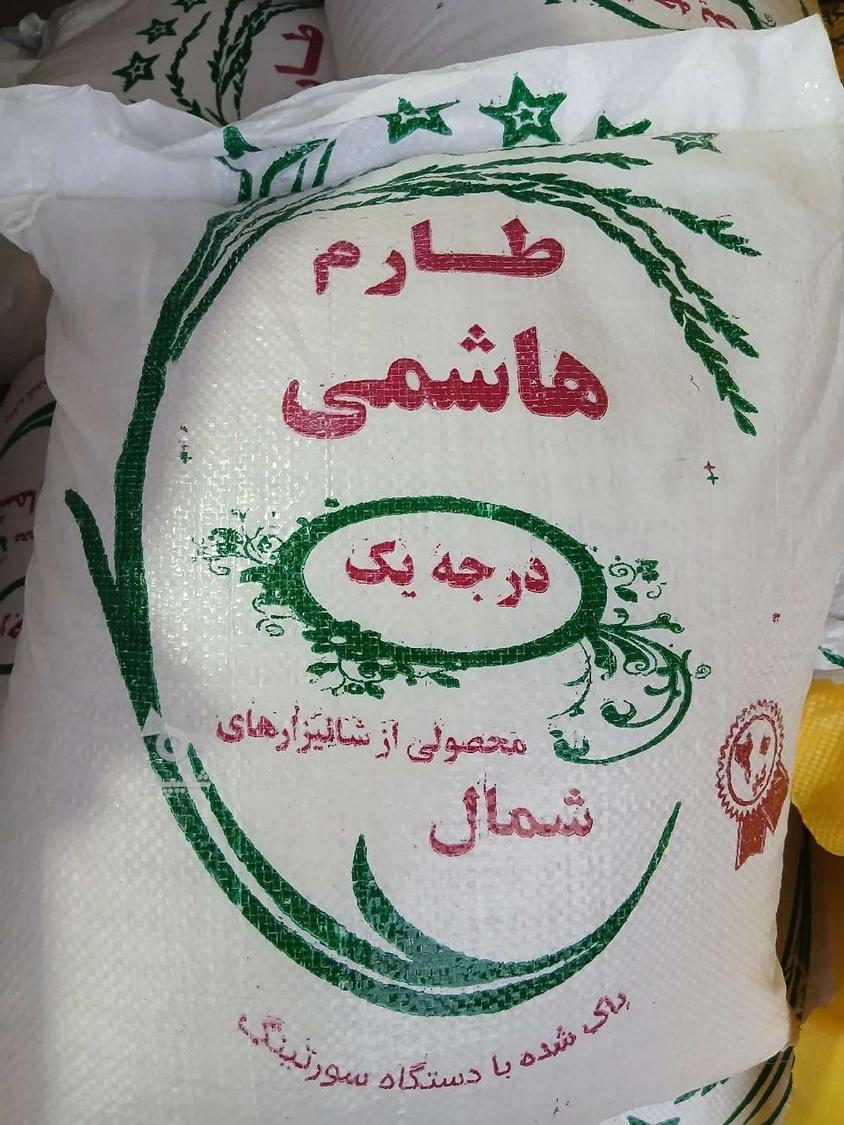 طارم
هاشمی
درجه یک
محصولی از شالیزارهای
شمال
پاک شده با دستگاه سورتینگ